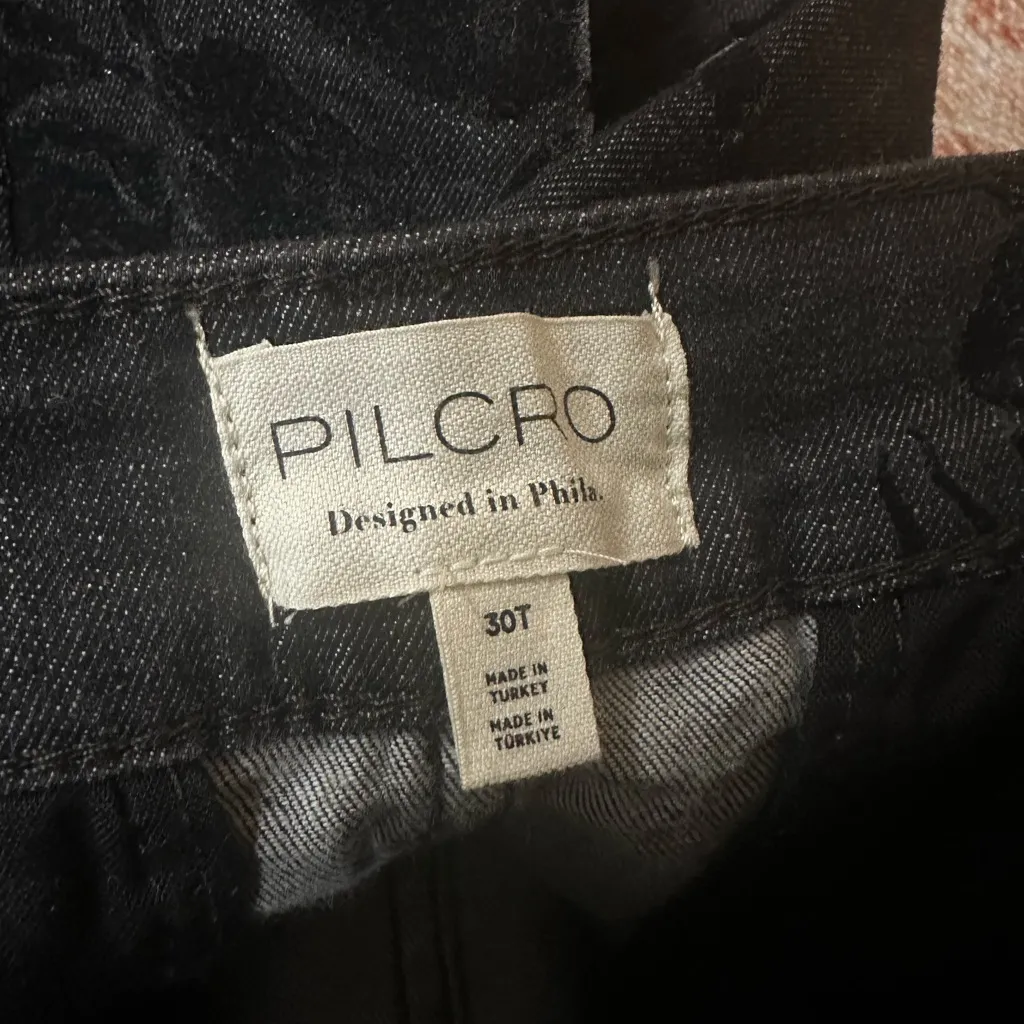 PILCRO
Designed in Phila.
30T
MADE IN
TURKEY
MADE IN
TÜRKIYE